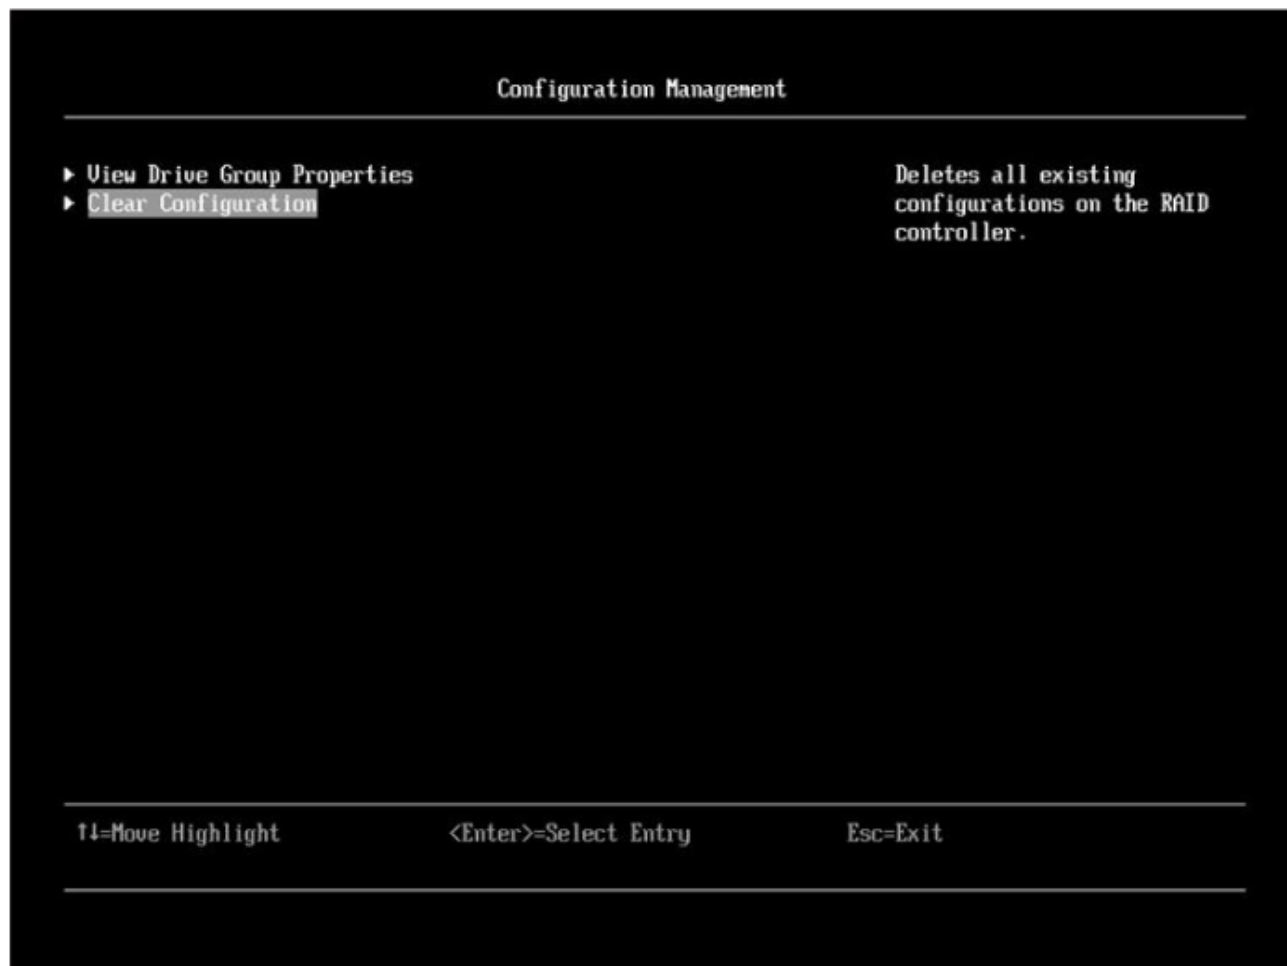 Configuration Management
▶ View Drive Group Properties
▶ Clear Configuration
Deletes all existing
configurations on the RAID
controller.
↑↓=Move Highlight
<Enter>=Select Entry
Esc=Exit